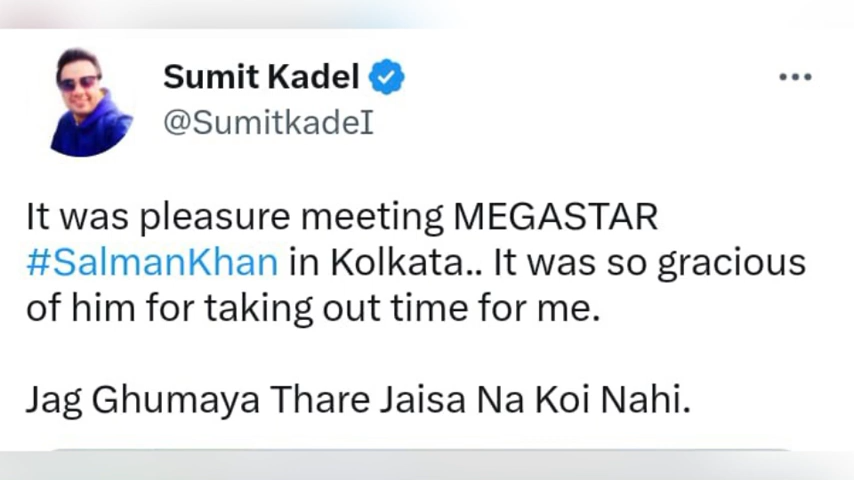 Sumit Kadel
@SumitkadeI
It was pleasure meeting MEGASTAR
#SalmanKhan in Kolkata.. It was so gracious
of him for taking out time for me.
Jag Ghumaya Thare Jaisa Na Koi Nahi.